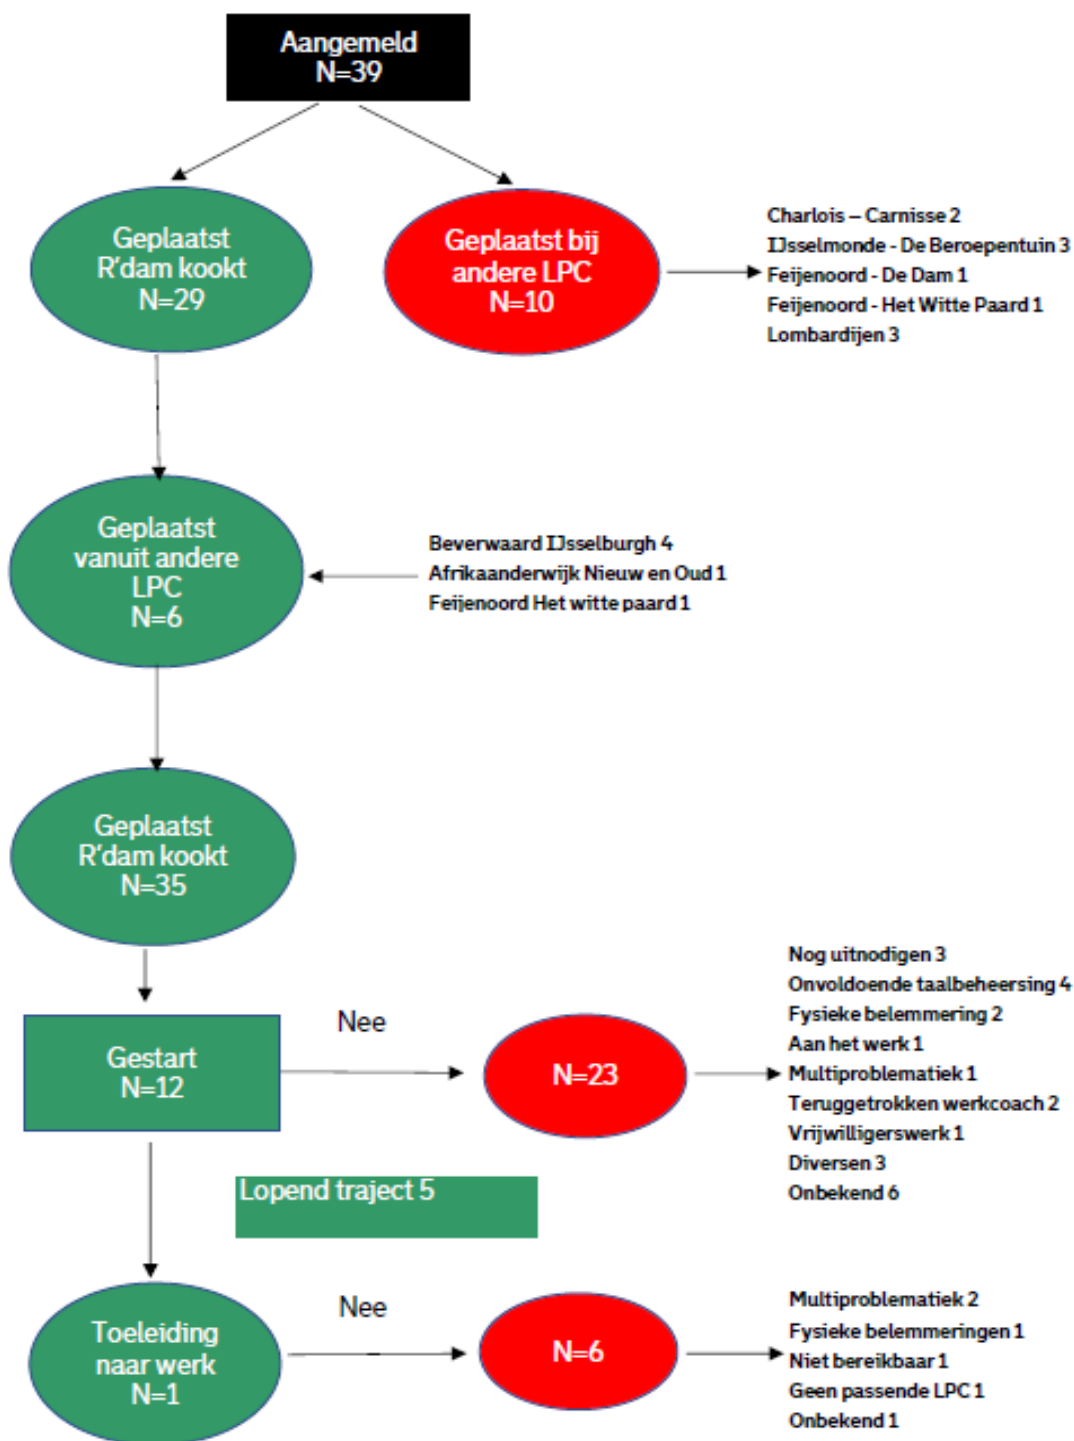 Aangemeld
N=39
Geplaatst
R'dam kookt
N=29
Geplaatst bij
andere LPC
N=10
Charlois – Carnisse 2
IJsselmonde - De Beroepentuin 3
Feijenoord - De Dam 1
Feijenoord - Het Witte Paard 1
Lombardijen 3
Geplaatst
vanuit andere
LPC
N=6
Beverwaard IJsselburgh 4
Afrikaanderwijk Nieuw en Oud 1
Feijenoord Het witte paard 1
Geplaatst
R'dam kookt
N=35
Gestart
N=12
Nee
N=23
Nog uitnodigen 3
Onvoldoende taalbeheersing 4
Fysieke belemmering 2
Aan het werk 1
Multiproblematiek 1
Teruggetrokken werkcoach 2
Vrijwilligerswerk 1
Diversen 3
Onbekend 6
Lopend traject 5
Toeleiding
naar werk
N=1
Nee
N=6
Multiproblematiek 2
Fysieke belemmeringen 1
Niet bereikbaar 1
Geen passende LPC 1
Onbekend 1